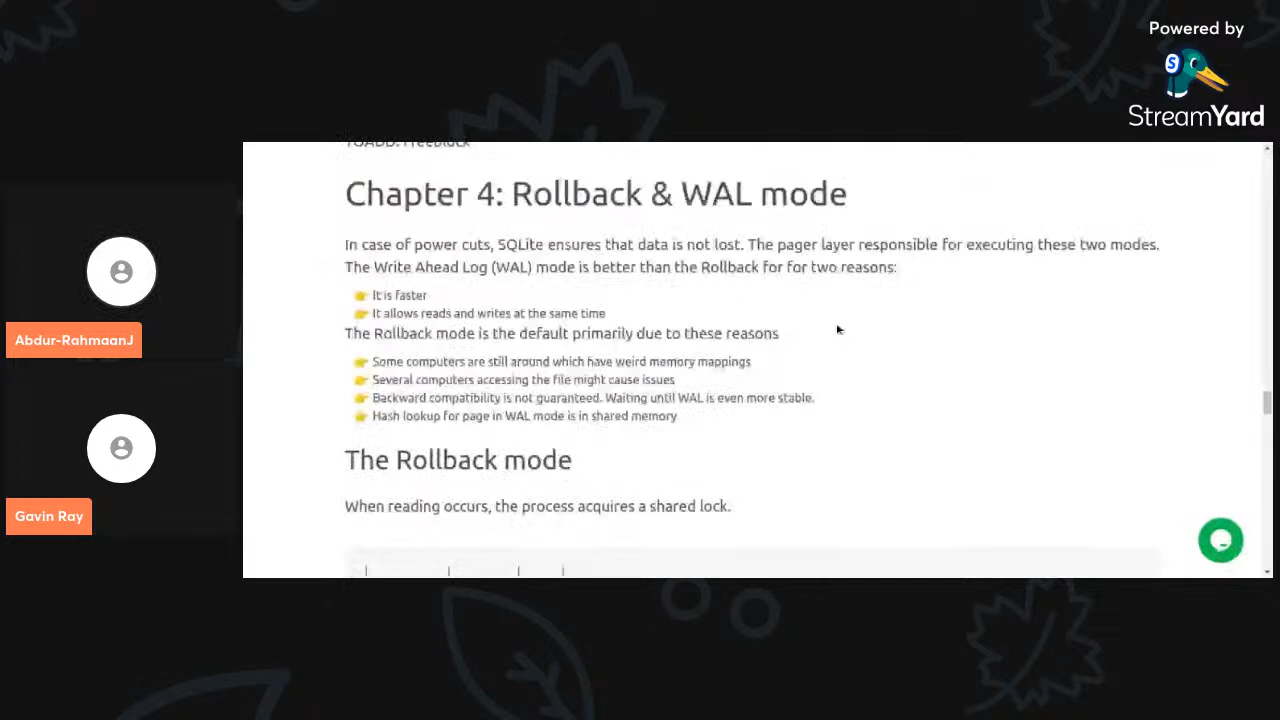 Powered by
StreamYard
TOADD: Freeblock
Chapter 4: Rollback & WAL mode
In case of power cuts, SQLite ensures that data is not lost. The pager layer responsible for executing these two modes.
The Write Ahead Log (WAL) mode is better than the Rollback for for two reasons:
It is faster
It allows reads and writes at the same time
The Rollback mode is the default primarily due to these reasons
Some computers are still around which have weird memory mappings
Several computers accessing the file might cause issues
Backward compatibility is not guaranteed. Waiting until WAL is even more stable.
Hash lookup for page in WAL mode is in shared memory
The Rollback mode
When reading occurs, the process acquires a shared lock.
Abdur-RahmaanJ
Gavin Ray